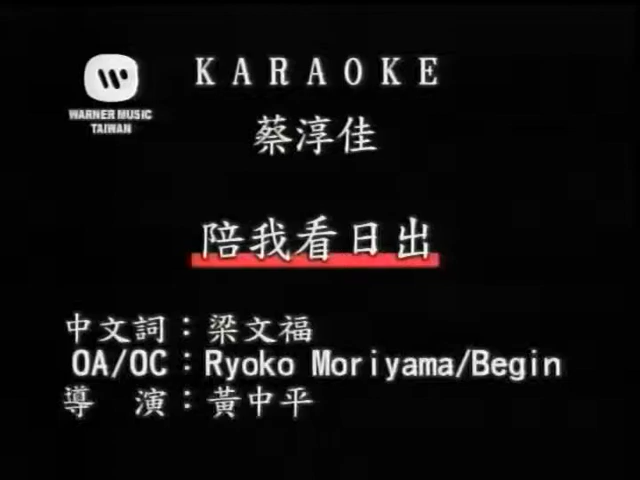 KARAOKE
WARNER MUSIC
TAIWAN
蔡淳佳
陪我看日出
中文詞：梁文福
OA/OC：Ryoko Moriyama/Begin
導　演：黃中平